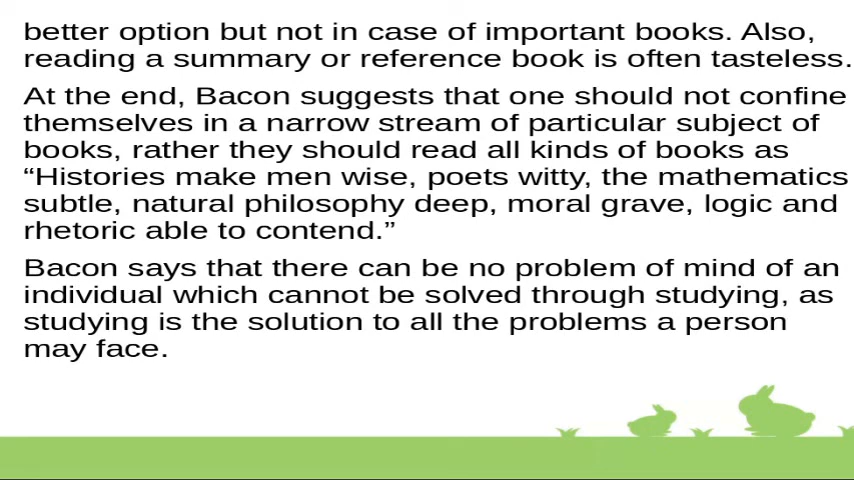 better option but not in case of important books. Also,
reading a summary or reference book is often tasteless.
At the end, Bacon suggests that one should not confine
themselves in a narrow stream of particular subject of
books, rather they should read all kinds of books as
“Histories make men wise, poets witty, the mathematics
subtle, natural philosophy deep, moral grave, logic and
rhetoric able to contend.”
Bacon says that there can be no problem of mind of an
individual which cannot be solved through studying, as
studying is the solution to all the problems a person
may face.